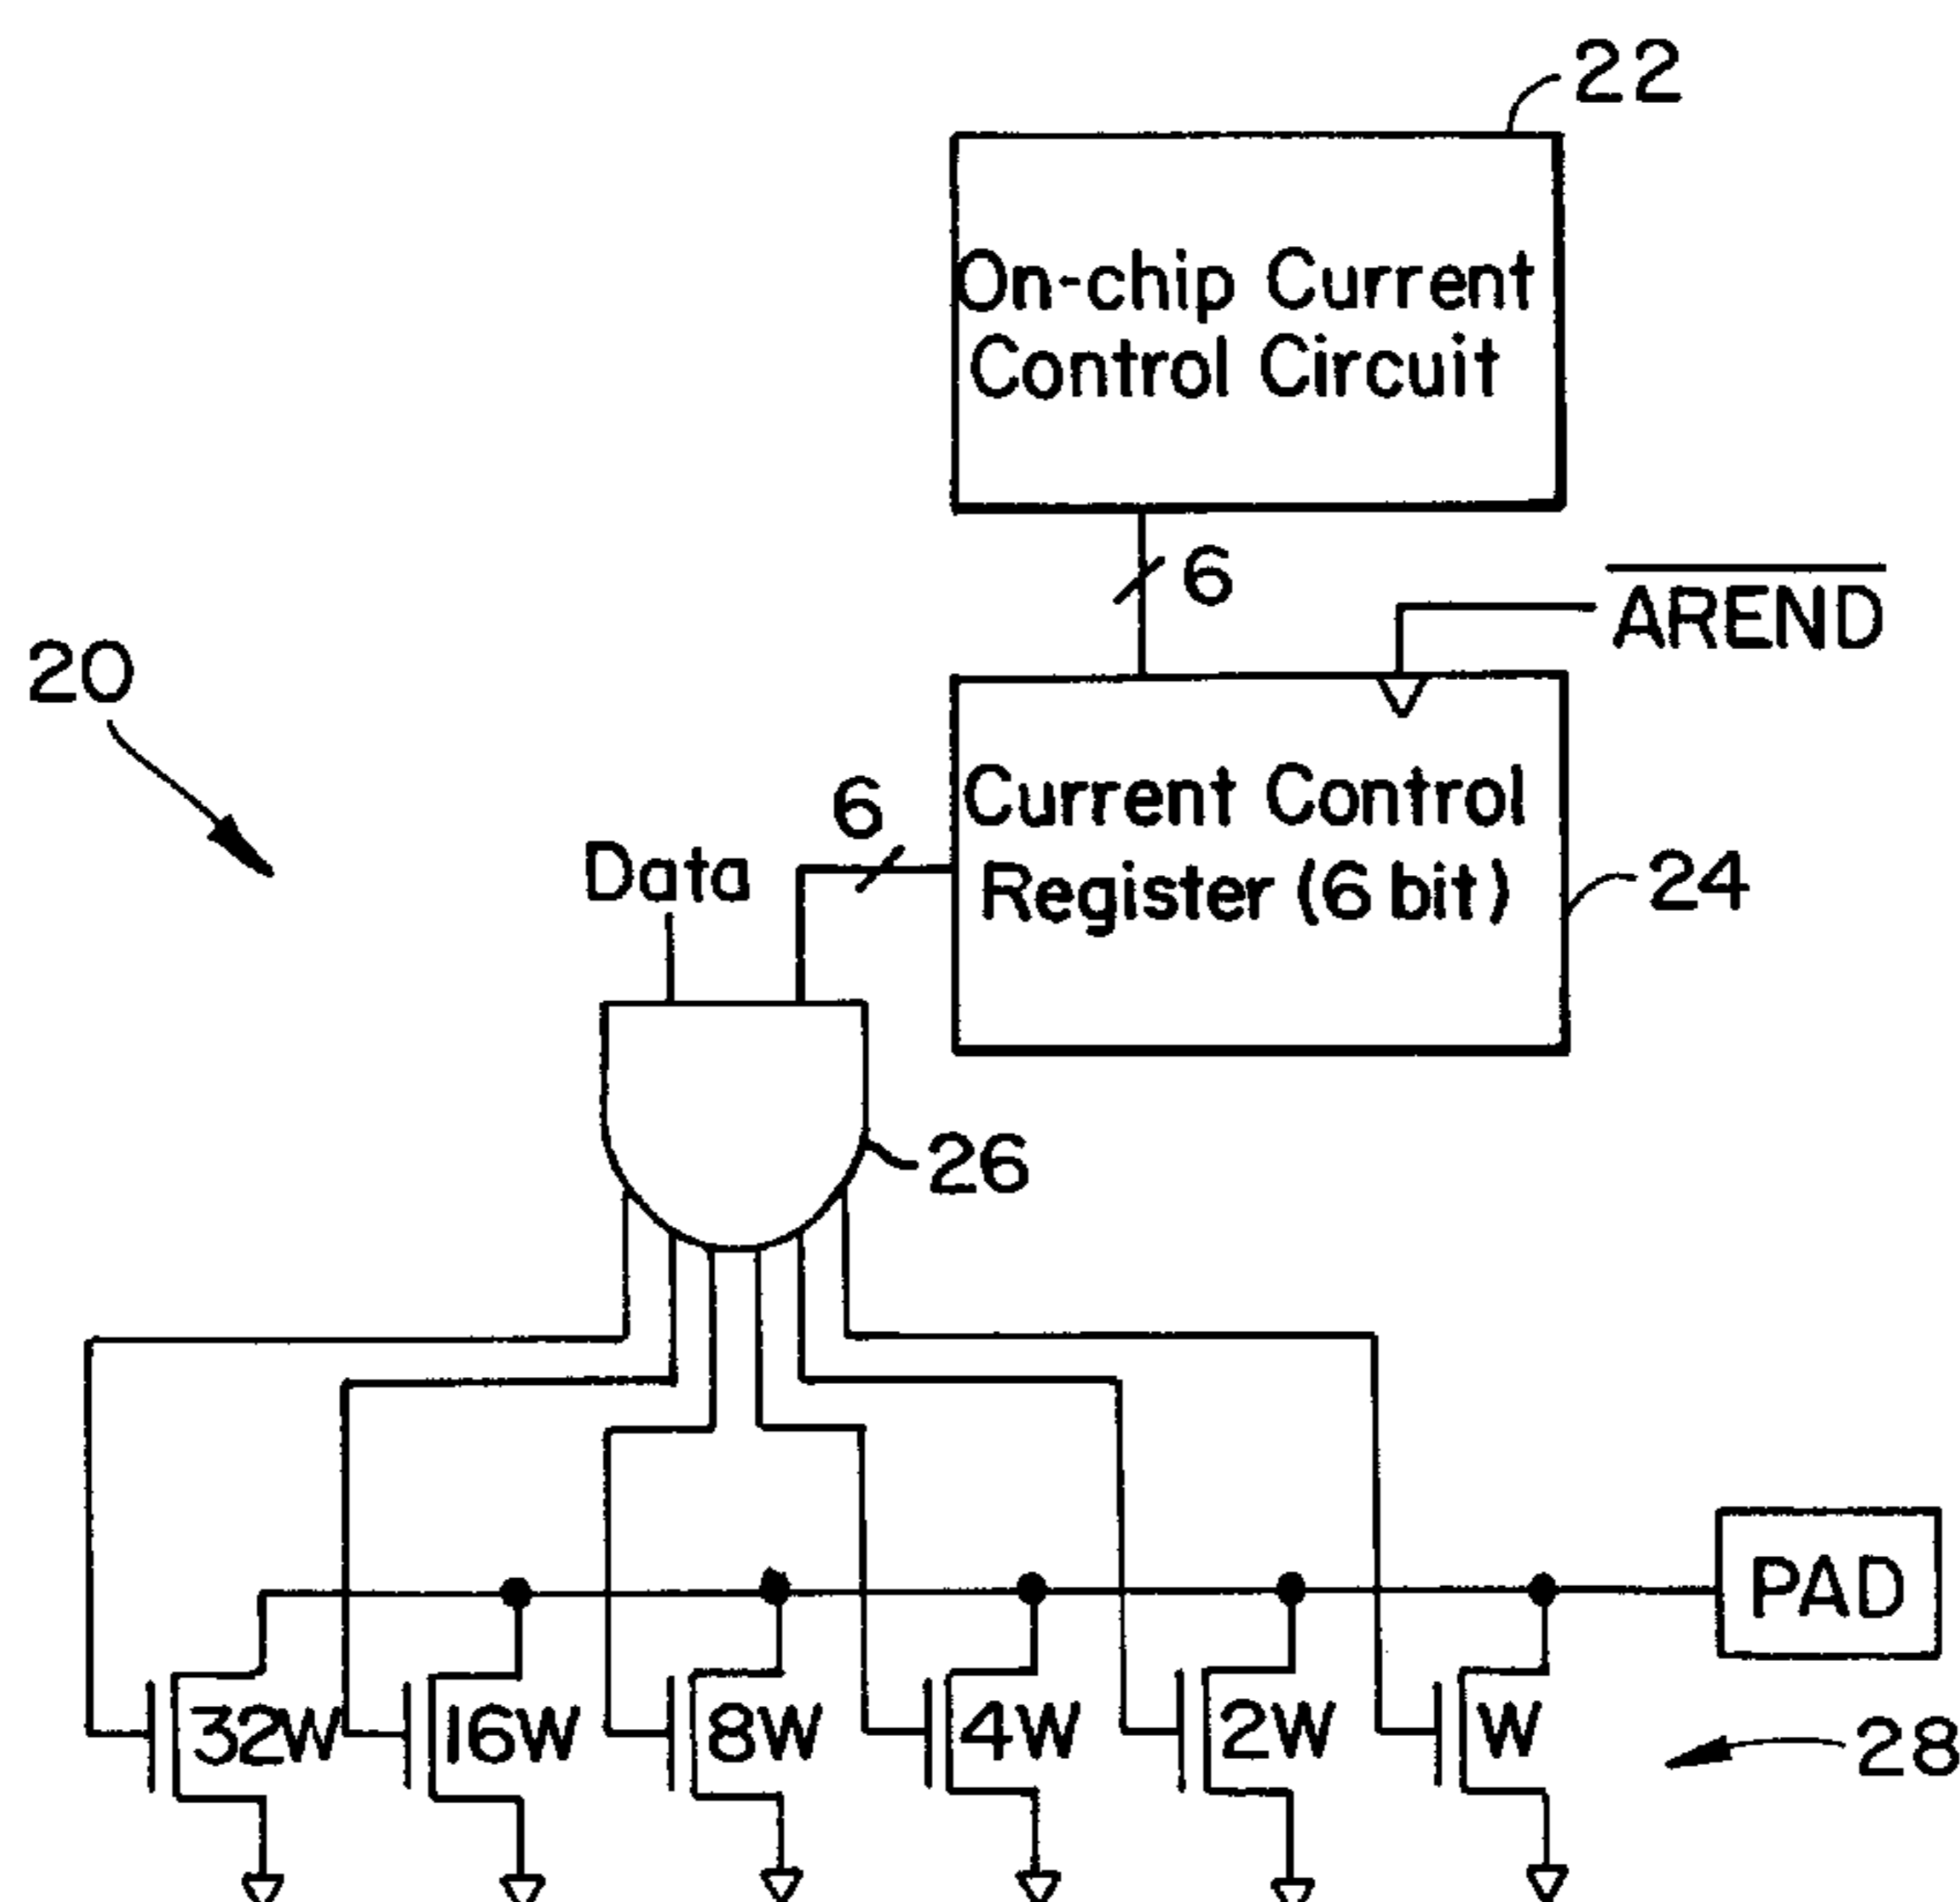 22
On-chip Current
Control Circuit
6
A̅R̅E̅N̅D̅
20
6
Data
Current Control
Register (6 bit)
24
26
PAD
32W
16W
8W
4W
2W
W
28